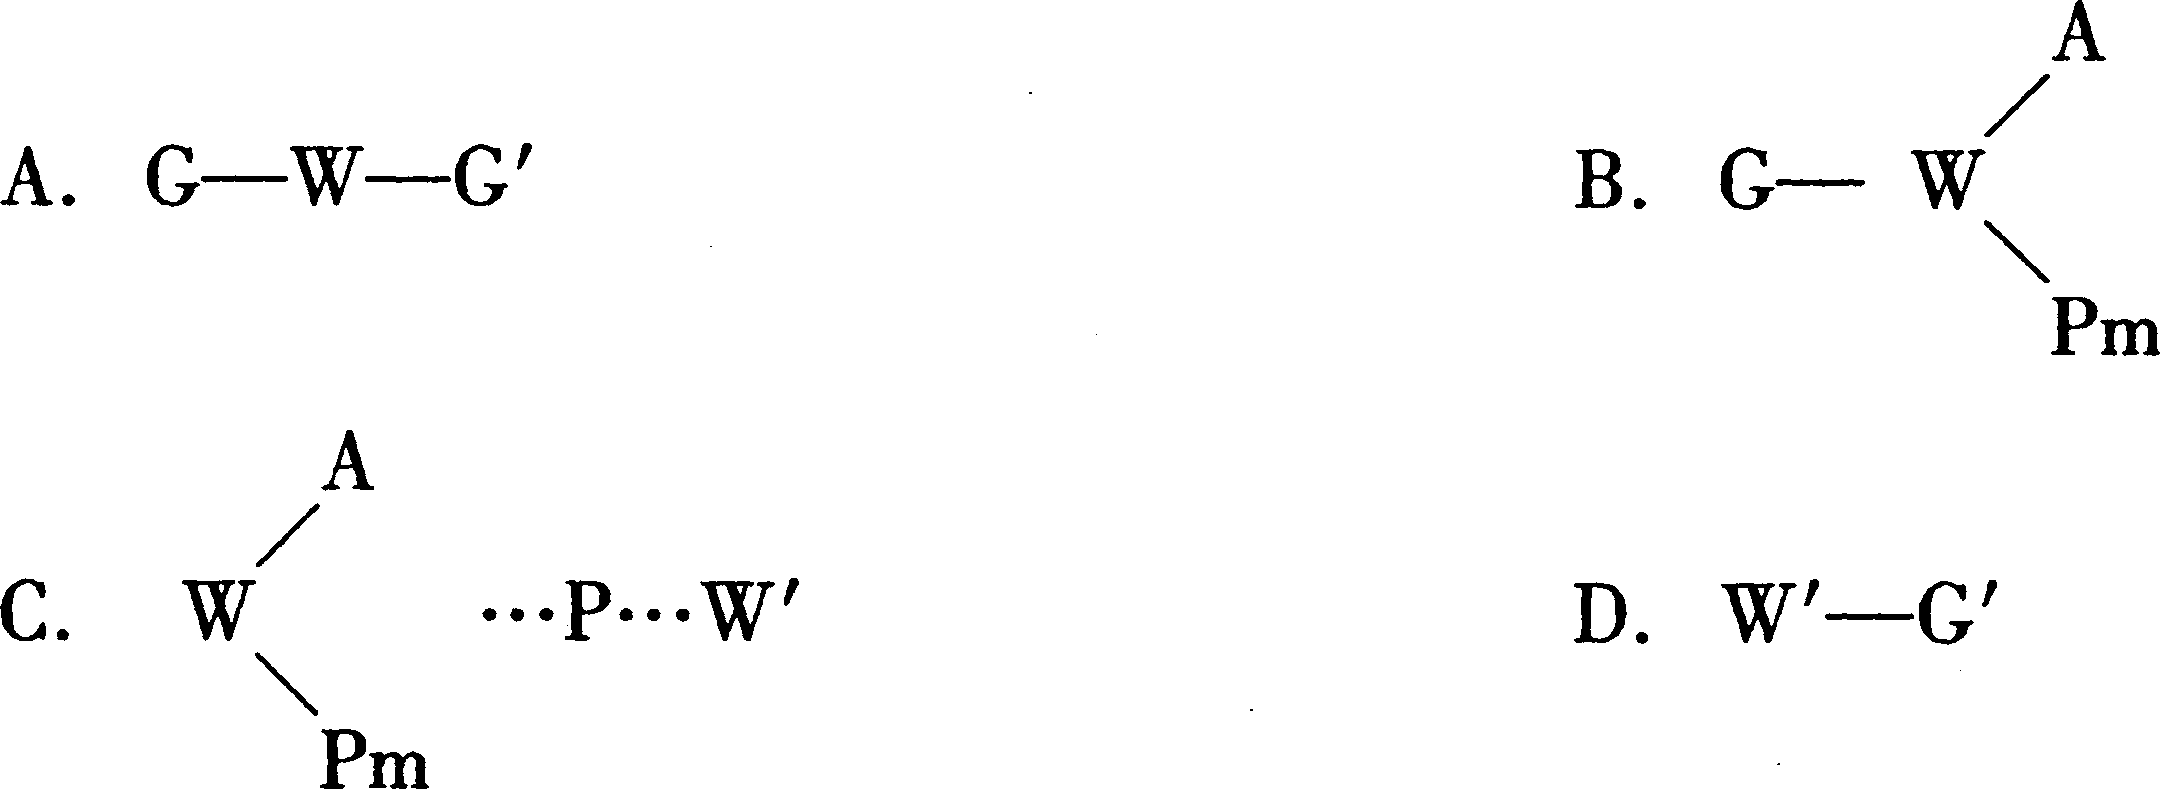 A. G—W—G′
B. G— W
A
Pm
C. W ···P···W′
A
Pm
D. W′—G′